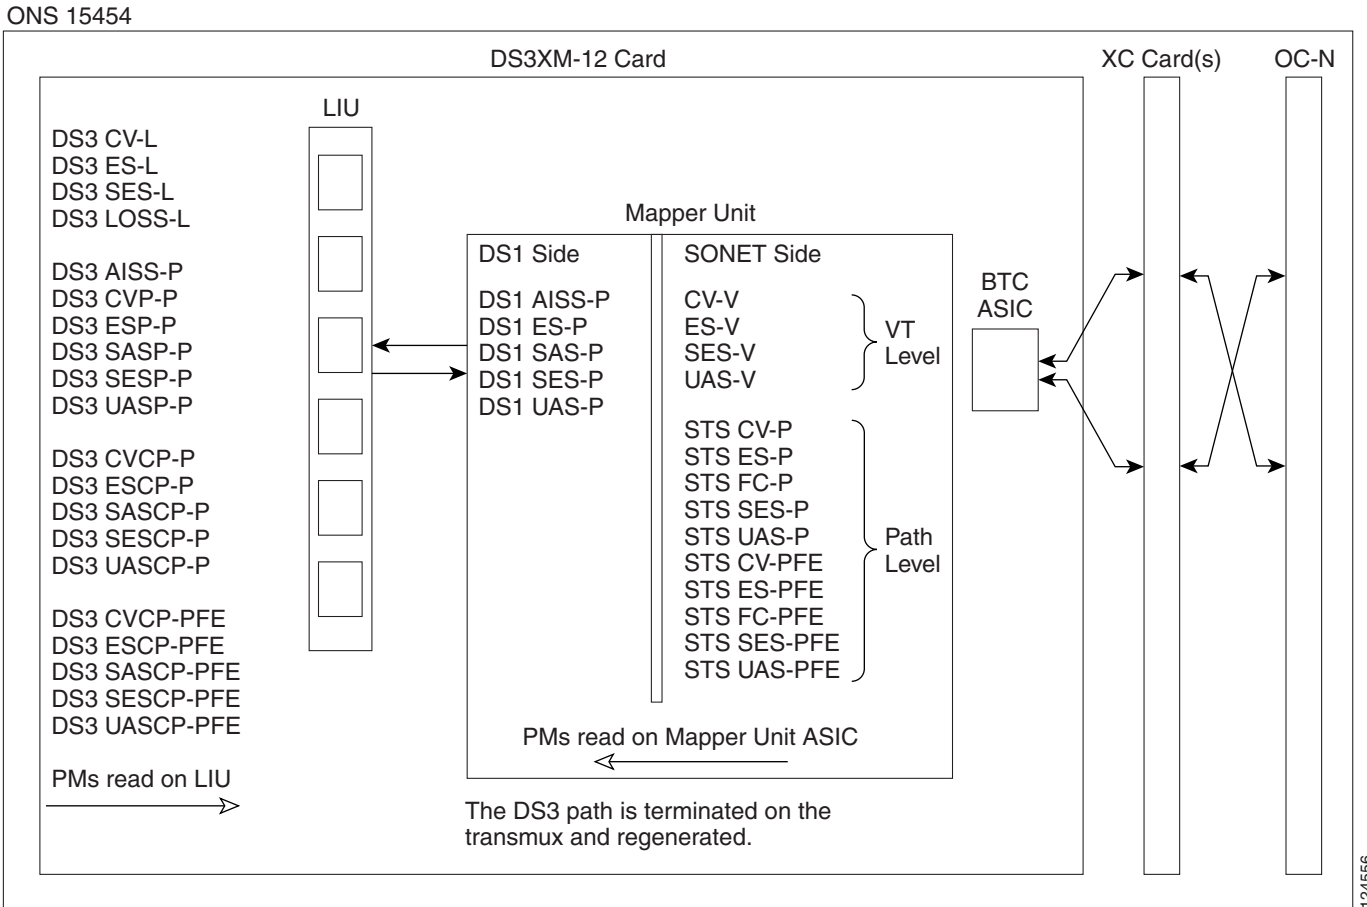 ONS 15454
DS3XM-12 Card
XC Card(s)
OC-N
LIU
DS3 CV-L
DS3 ES-L
DS3 SES-L
DS3 LOSS-L
DS3 AISS-P
DS3 CVP-P
DS3 ESP-P
DS3 SASP-P
DS3 SESP-P
DS3 UASP-P
DS3 CVCP-P
DS3 ESCP-P
DS3 SASCP-P
DS3 SESCP-P
DS3 UASCP-P
DS3 CVCP-PFE
DS3 ESCP-PFE
DS3 SASCP-PFE
DS3 SESCP-PFE
DS3 UASCP-PFE
PMs read on LIU
Mapper Unit
DS1 Side
DS1 AISS-P
DS1 ES-P
DS1 SAS-P
DS1 SES-P
DS1 UAS-P
SONET Side
CV-V
ES-V
SES-V
UAS-V
VT
Level
STS CV-P
STS ES-P
STS FC-P
STS SES-P
STS UAS-P
STS CV-PFE
STS ES-PFE
STS FC-PFE
STS SES-PFE
STS UAS-PFE
Path
Level
PMs read on Mapper Unit ASIC
The DS3 path is terminated on the
transmux and regenerated.
BTC
ASIC